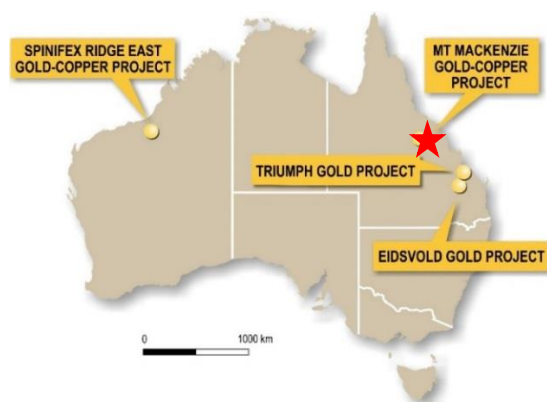 SPINIFEX RIDGE EAST
GOLD-COPPER PROJECT
MT MACKENZIE
GOLD-COPPER
PROJECT
TRIUMPH GOLD PROJECT
EIDSVOLD GOLD PROJECT
0
1000 km